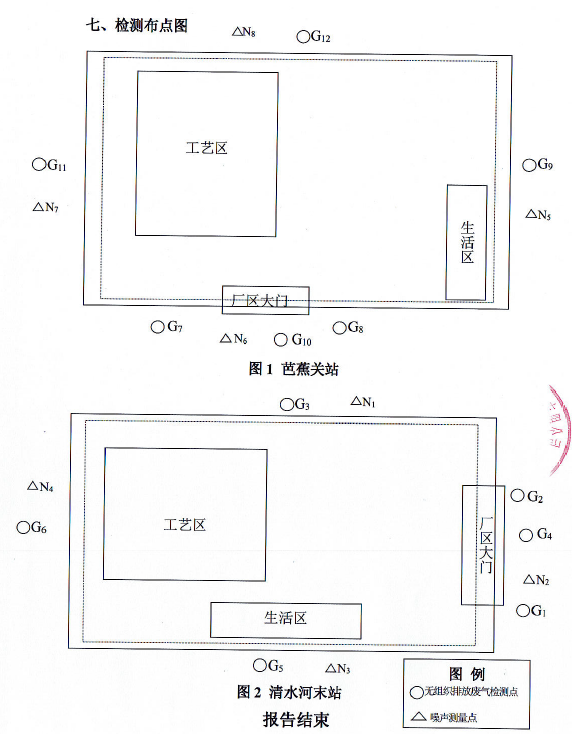 七、检测布点图
△N8 ○G12
工艺区
○G11 ○G9
△N7 △N5
生活区
厂区大门
○G7 △N6 ○G10 ○G8
图1 芭蕉关站
○G3 △N1
△N4 ○G2
工艺区 厂区大门
○G6 ○G4
△N2
生活区 ○G1
○G5 △N3
图2 清水河末站
图 例
○无组织排放废气检测点
△ 噪声测量点
报告结束